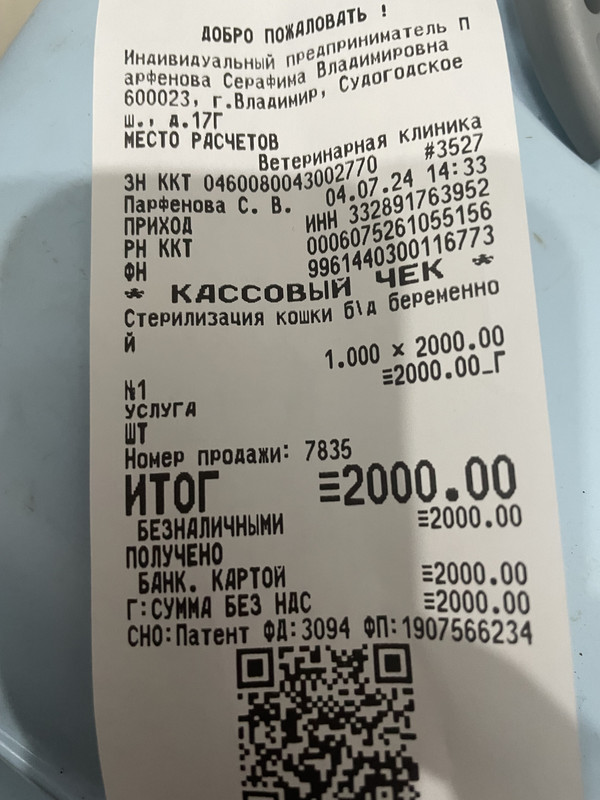 ДОБРО ПОЖАЛОВАТЬ !
Индивидуальный предприниматель П
арфенова Серафима Владимировна
600023, г.Владимир, Судогодское
ш., д.17Г
МЕСТО РАСЧЕТОВ
Ветеринарная клиника
ЗН ККТ 0460080043002770 #3527
Парфенова С. В. 04.07.24 14:33
ПРИХОД ИНН 332891763952
РН ККТ 0006075261055156
ФН 9961440300116773
* КАССОВЫЙ ЧЕК *
Стерилизация кошки б\д беременно
й
1.000 × 2000.00
≡2000.00_Г
№1
УСЛУГА
ШТ
Номер продажи: 7835
ИТОГ ≡2000.00
БЕЗНАЛИЧНЫМИ ≡2000.00
ПОЛУЧЕНО
БАНК. КАРТОЙ ≡2000.00
Г:СУММА БЕЗ НДС ≡2000.00
СНО:Патент ФД:3094 ФП:1907566234